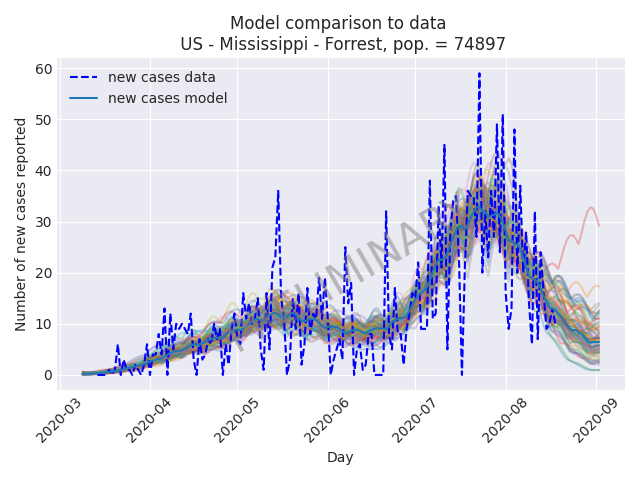 Model comparison to data
US - Mississippi - Forrest, pop. = 74897
new cases data
new cases model
Number of new cases reported
60
50
40
30
20
10
0
2020-03
2020-04
2020-05
2020-06
2020-07
2020-08
2020-09
Day